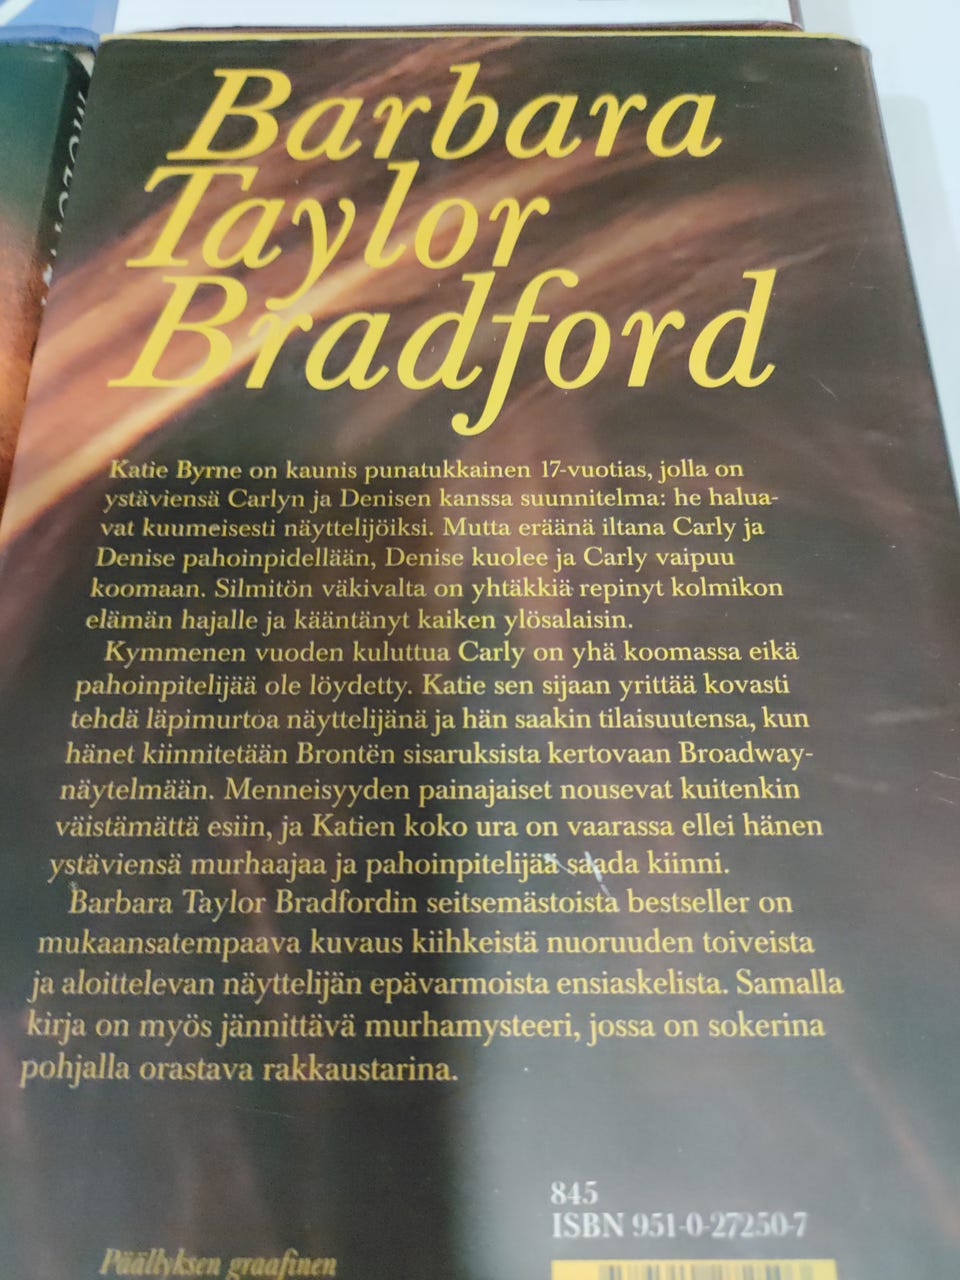 Barbara
Taylor
Bradford
Katie Byrne on kaunis punatukkainen 17-vuotias, jolla on
ystäviensä Carlyn ja Denisen kanssa suunnitelma: he halua-
vat kuumeisesti näyttelijöiksi. Mutta eräänä iltana Carly ja
Denise pahoinpidellään, Denise kuolee ja Carly vaipuu
koomaan. Silmitön väkivalta on yhtäkkiä repinyt kolmikon
elämän hajalle ja kääntänyt kaiken ylösalaisin.
Kymmenen vuoden kuluttua Carly on yhä koomassa eikä
pahoinpitelijää ole löydetty. Katie sen sijaan yrittää kovasti
tehdä läpimurtoa näyttelijänä ja hän saakin tilaisuutensa, kun
hänet kiinnitetään Brontën sisaruksista kertovaan Broadway-
näytelmään. Menneisyyden painajaiset nousevat kuitenkin
väistämättä esiin, ja Katien koko ura on vaarassa ellei hänen
ystäviensä murhaajaa ja pahoinpitelijää saada kiinni.
Barbara Taylor Bradfordin seitsemästoista bestseller on
mukaansatempaava kuvaus kiihkeistä nuoruuden toiveista
ja aloittelevan näyttelijän epävarmoista ensiaskelista. Samalla
kirja on myös jännittävä murhamysteeri, jossa on sokerina
pohjalla orastava rakkaustarina.
845
ISBN 951-0-27250-7
Päällyksen graafinen